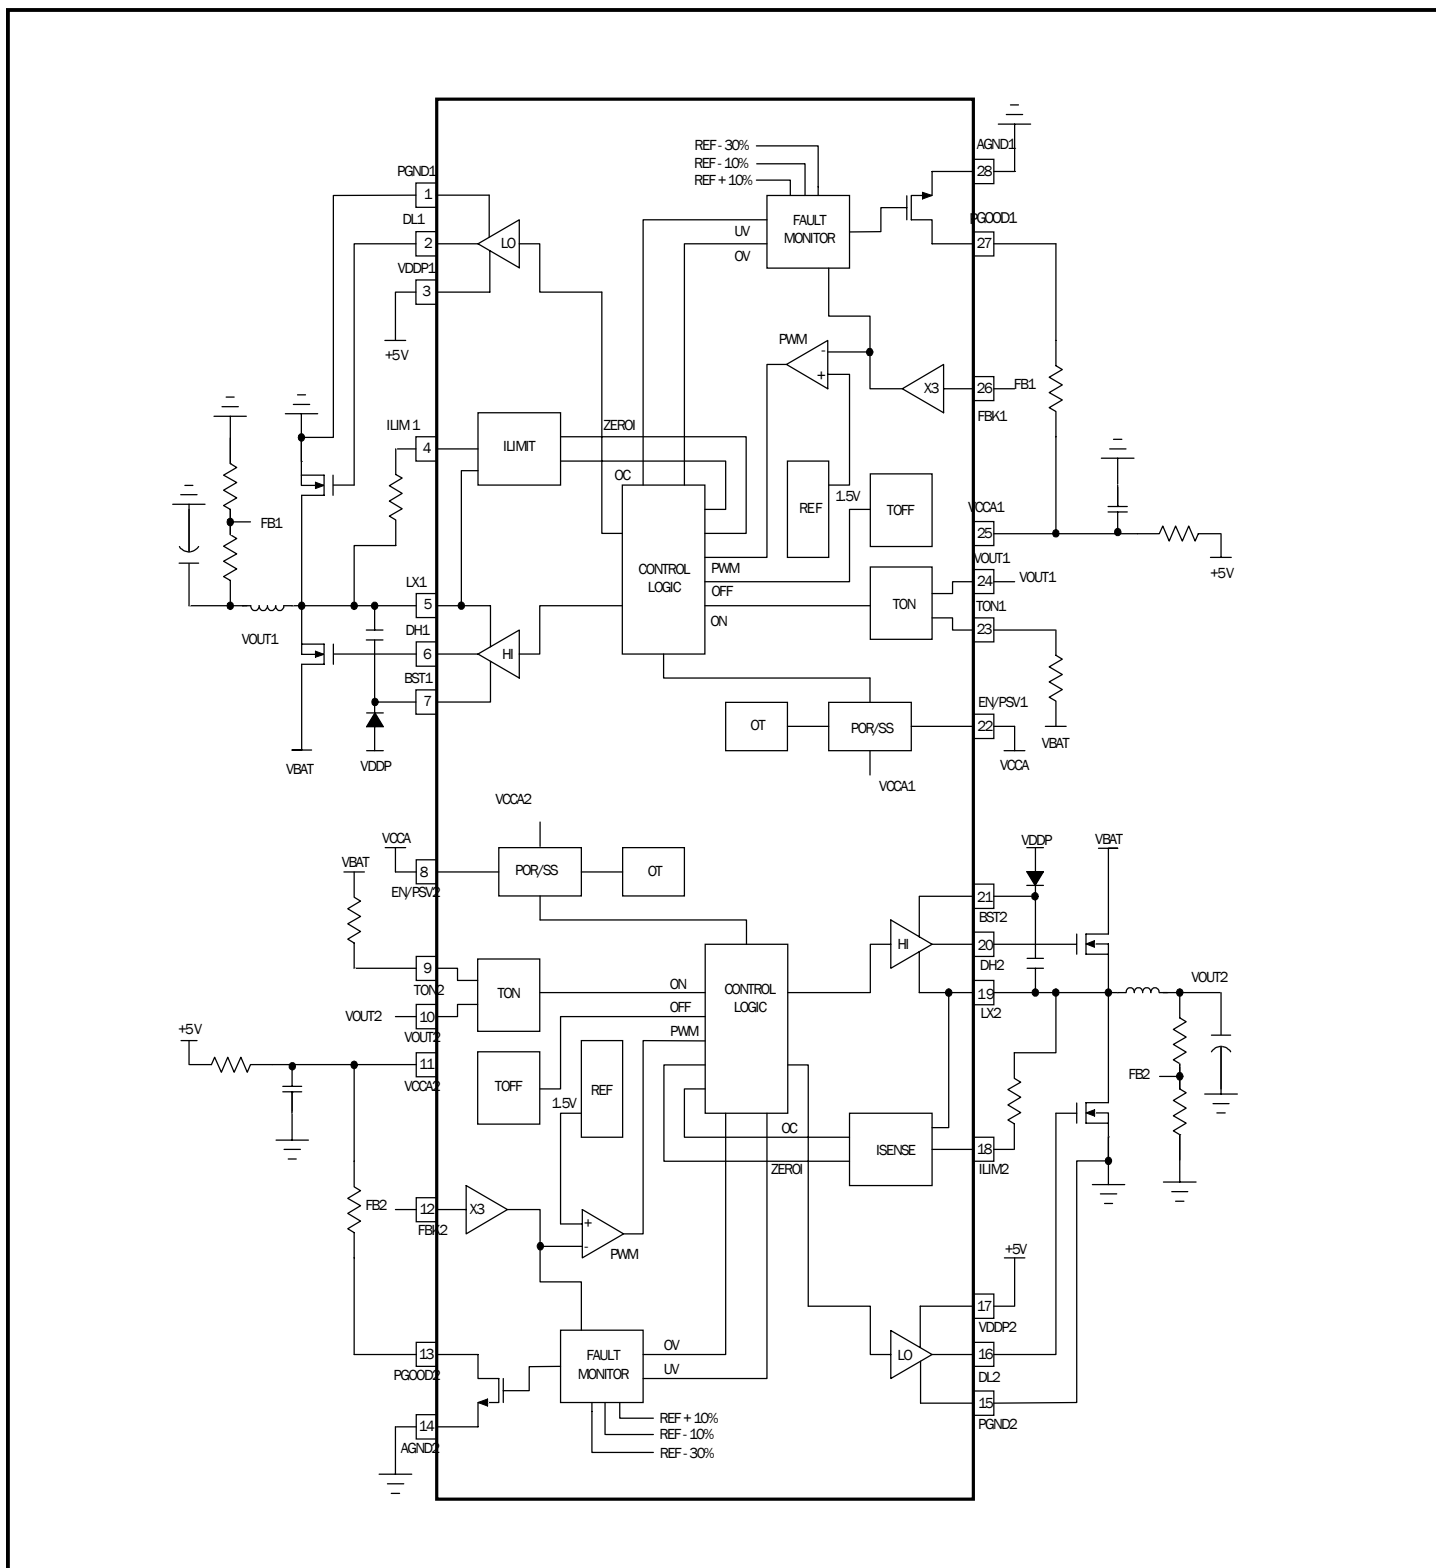 AGND1
REF - 30%
REF - 10%
REF + 10%
PGND1
28
1
FAULT
MONITOR
PGOOD1
DL1
UV
LO
2
27
OV
VDDP1
3
PWM
+5V
-
+
X3
26
FB1
FBK1
ILIM 1
ZEROI
4
ILIMIT
OC
1.5V
REF
TOFF
VCCA1
FB1
25
CONTROL
LOGIC
PWM
VOUT1
+5V
LX1
OFF
24
VOUT1
5
TON
TON1
DH1
ON
23
VOUT1
6
HI
BST1
7
EN/PSV1
OT
POR/SS
22
VBAT
VBAT
VDDP
VCCA
VCCA1
VCCA2
VCCA
VDDP
VBAT
VBAT
8
POR/SS
OT
EN/PSV2
21
BST2
HI
20
DH2
9
TON2
TON
ON
CONTROL
LOGIC
19
VOUT2
LX2
OFF
VOUT2
10
VOUT2
+5V
PWM
11
VCCA2
TOFF
REF
FB2
1.5V
OC
ISENSE
18
ILIM2
ZEROI
FB2
12
X3
FBK2
+
-
PWM
+5V
17
VDDP2
13
PGOOD2
FAULT
MONITOR
OV
UV
LO
16
DL2
15
PGND2
14
AGND2
REF + 10%
REF - 10%
REF - 30%